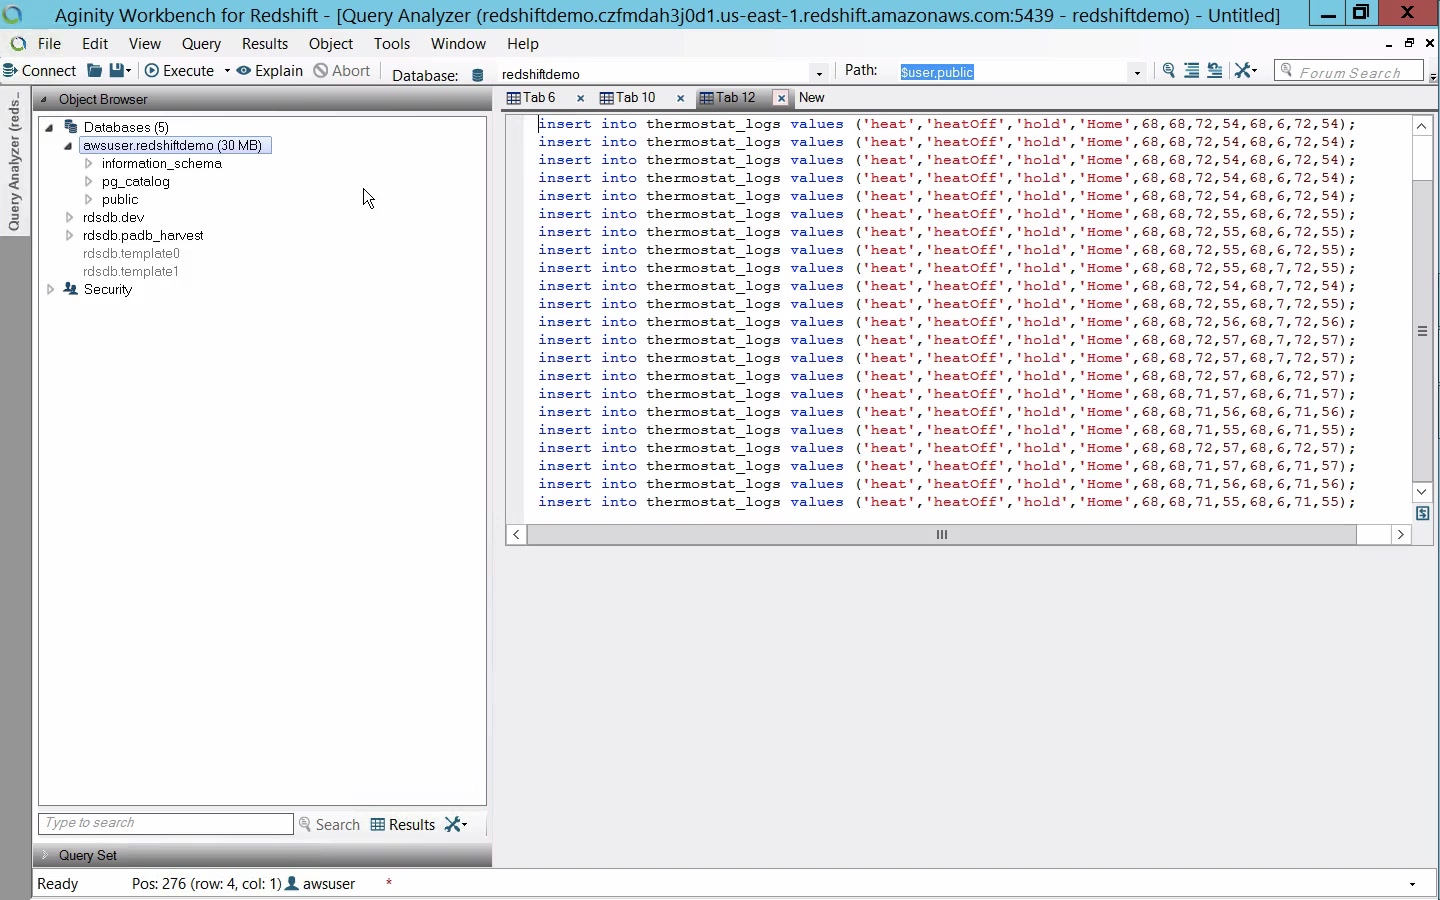 Aginity Workbench for Redshift - [Query Analyzer (redshiftdemo.czfmdah3j0d1.us-east-1.redshift.amazonaws.com:5439 - redshiftdemo) - Untitled]
File Edit View Query Results Object Tools Window Help
Connect Execute Explain Abort Database: redshiftdemo Path: $user,public Forum Search
Query Analyzer (reds...
Object Browser
Tab 6 Tab 10 Tab 12 New
Databases (5)
awsuser.redshiftdemo (30 MB)
information_schema
pg_catalog
public
rdsdb.dev
rdsdb.padb_harvest
rdsdb.template0
rdsdb.template1
Security
insert into thermostat_logs values ('heat','heatOff','hold','Home',68,68,72,54,68,6,72,54);
insert into thermostat_logs values ('heat','heatOff','hold','Home',68,68,72,54,68,6,72,54);
insert into thermostat_logs values ('heat','heatOff','hold','Home',68,68,72,54,68,6,72,54);
insert into thermostat_logs values ('heat','heatOff','hold','Home',68,68,72,54,68,6,72,54);
insert into thermostat_logs values ('heat','heatOff','hold','Home',68,68,72,54,68,6,72,54);
insert into thermostat_logs values ('heat','heatOff','hold','Home',68,68,72,55,68,6,72,55);
insert into thermostat_logs values ('heat','heatOff','hold','Home',68,68,72,55,68,6,72,55);
insert into thermostat_logs values ('heat','heatOff','hold','Home',68,68,72,55,68,6,72,55);
insert into thermostat_logs values ('heat','heatOff','hold','Home',68,68,72,55,68,7,72,55);
insert into thermostat_logs values ('heat','heatOff','hold','Home',68,68,72,54,68,7,72,54);
insert into thermostat_logs values ('heat','heatOff','hold','Home',68,68,72,55,68,7,72,55);
insert into thermostat_logs values ('heat','heatOff','hold','Home',68,68,72,56,68,7,72,56);
insert into thermostat_logs values ('heat','heatOff','hold','Home',68,68,72,57,68,7,72,57);
insert into thermostat_logs values ('heat','heatOff','hold','Home',68,68,72,57,68,7,72,57);
insert into thermostat_logs values ('heat','heatOff','hold','Home',68,68,72,57,68,6,72,57);
insert into thermostat_logs values ('heat','heatOff','hold','Home',68,68,71,57,68,6,71,57);
insert into thermostat_logs values ('heat','heatOff','hold','Home',68,68,71,56,68,6,71,56);
insert into thermostat_logs values ('heat','heatOff','hold','Home',68,68,71,55,68,6,71,55);
insert into thermostat_logs values ('heat','heatOff','hold','Home',68,68,72,57,68,6,72,57);
insert into thermostat_logs values ('heat','heatOff','hold','Home',68,68,71,57,68,6,71,57);
insert into thermostat_logs values ('heat','heatOff','hold','Home',68,68,71,56,68,6,71,56);
insert into thermostat_logs values ('heat','heatOff','hold','Home',68,68,71,55,68,6,71,55);
Type to search Search Results
Query Set
Ready Pos: 276 (row: 4, col: 1) awsuser *